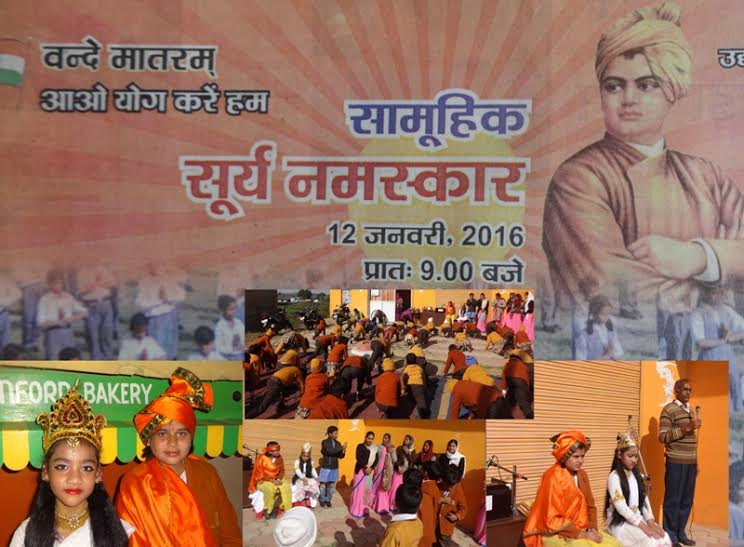 वन्दे मातरम्
आओ योग करें हम
सामूहिक
सूर्य नमस्कार
12 जनवरी, 2016
प्रातः 9.00 बजे
NFORD BAKERY